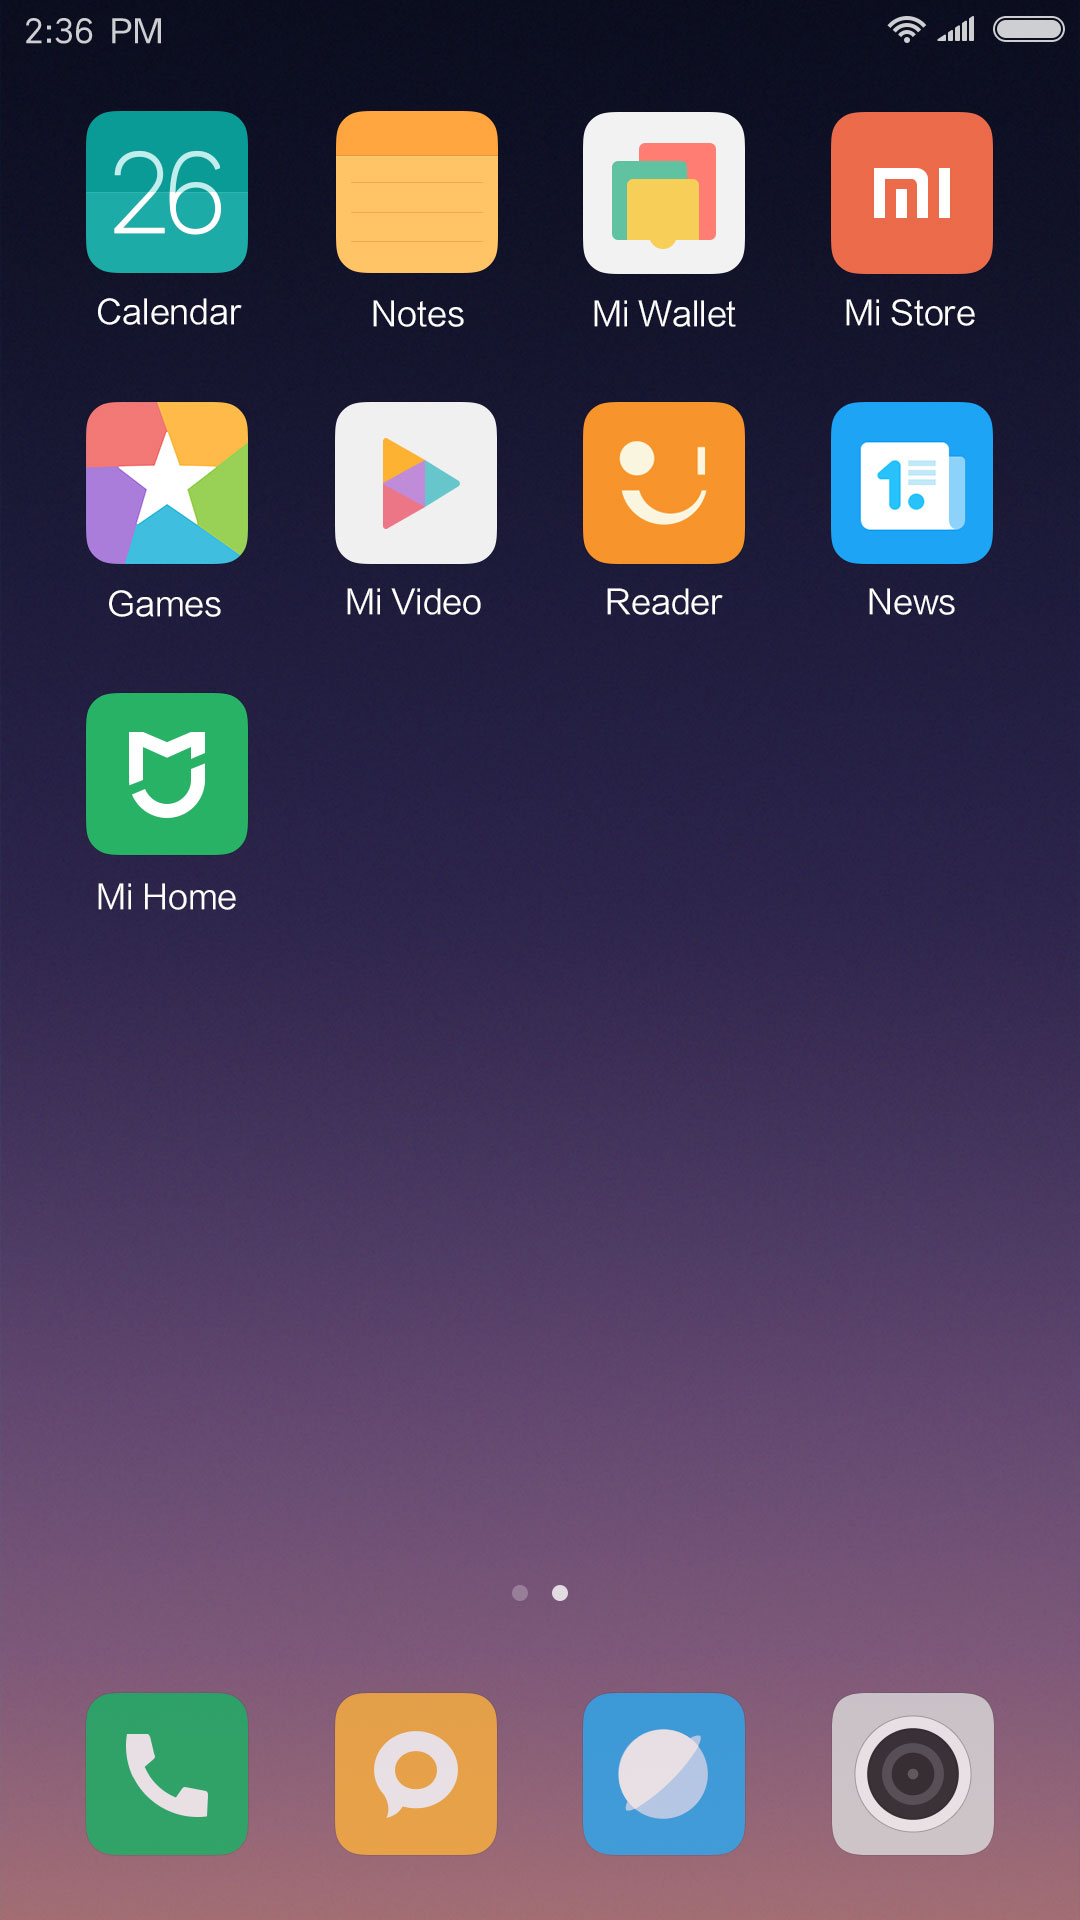 2:36 PM
26
Calendar
Notes
Mi Wallet
mi
Mi Store
Games
Mi Video
Reader
1.
News
Mi Home